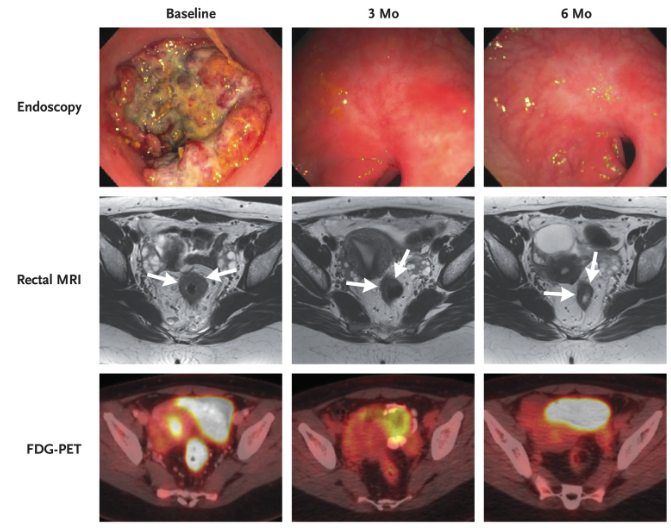 Baseline
3 Mo
6 Mo
Endoscopy
Rectal MRI
FDG-PET